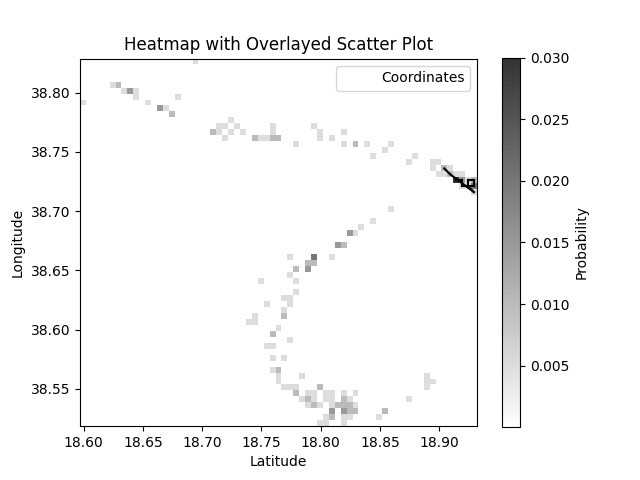 Heatmap with Overlayed Scatter Plot
Coordinates
38.80
38.75
38.70
38.65
38.60
38.55
Longitude
18.60 18.65 18.70 18.75 18.80 18.85 18.90
Latitude
0.030
0.025
0.020
0.015
0.010
0.005
Probability